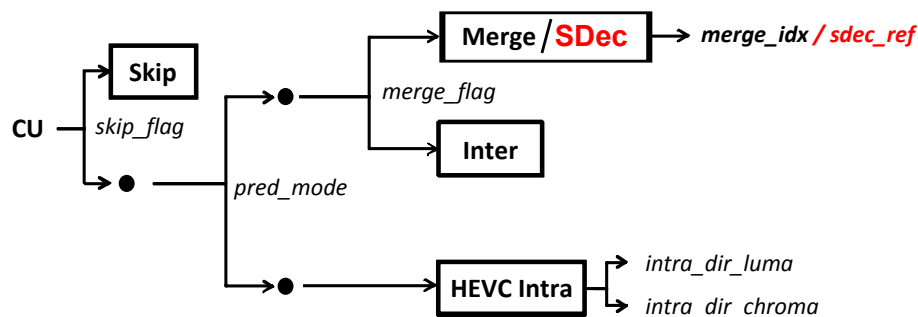 Merge / SDec
merge_idx / sdec_ref
Skip
merge_flag
CU
skip_flag
Inter
pred_mode
intra_dir_luma
HEVC Intra
intra_dir_chroma